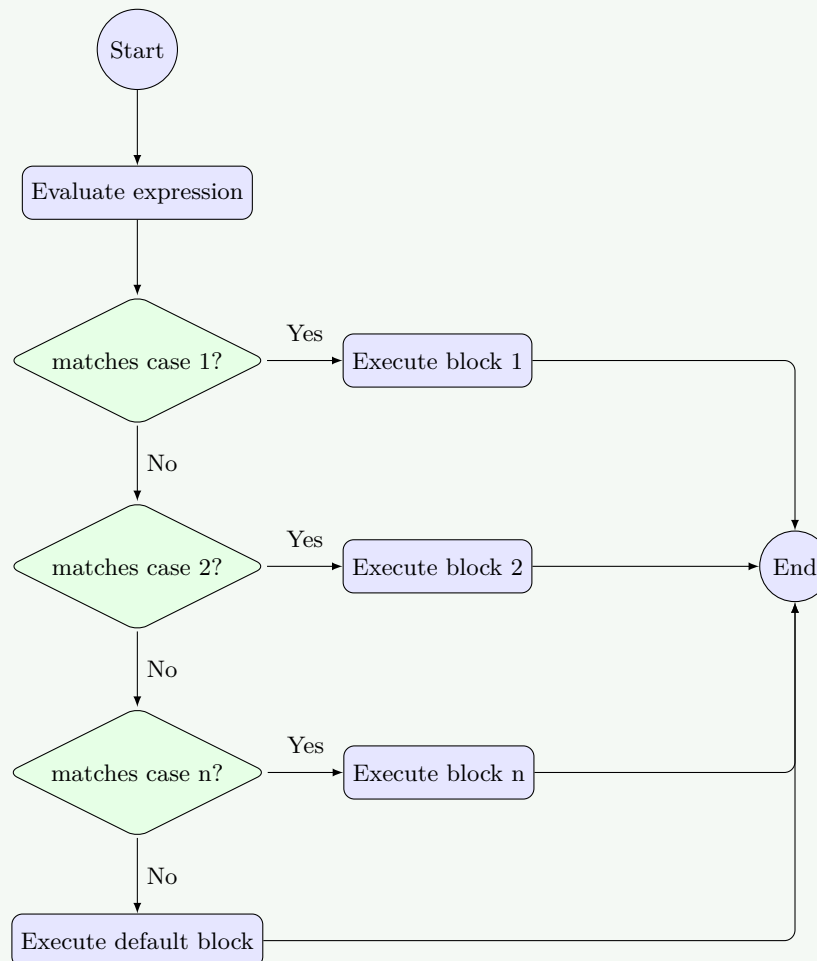 Start
Evaluate expression
matches case 1?
Yes
Execute block 1
No
matches case 2?
Yes
Execute block 2
End
No
matches case n?
Yes
Execute block n
No
Execute default block